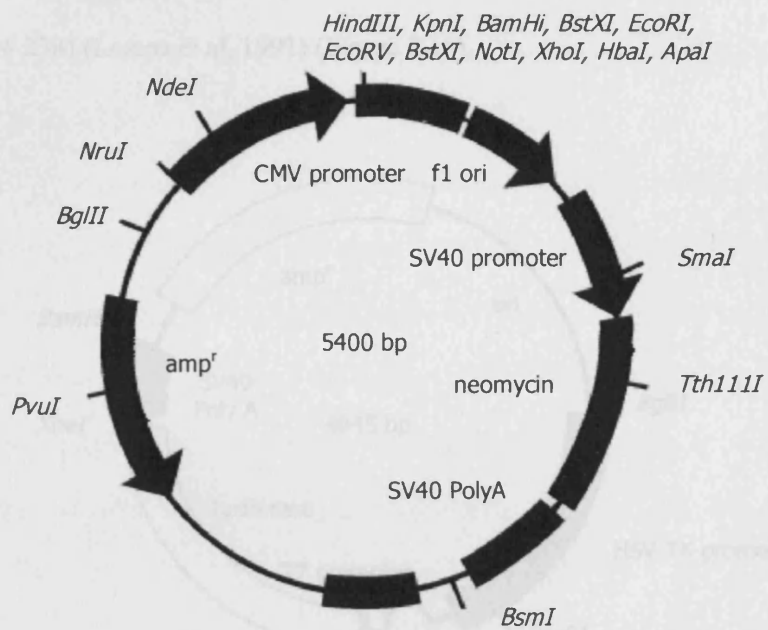 HindIII, KpnI, BamHi, BstXI, EcoRI,
EcoRV, BstXI, NotI, XhoI, HbaI, ApaI
NdeI
NruI
CMV promoter
f1 ori
BglII
SV40 promoter
SmaI
amp^r
5400 bp
neomycin
Tth111I
PvuI
SV40 PolyA
BsmI